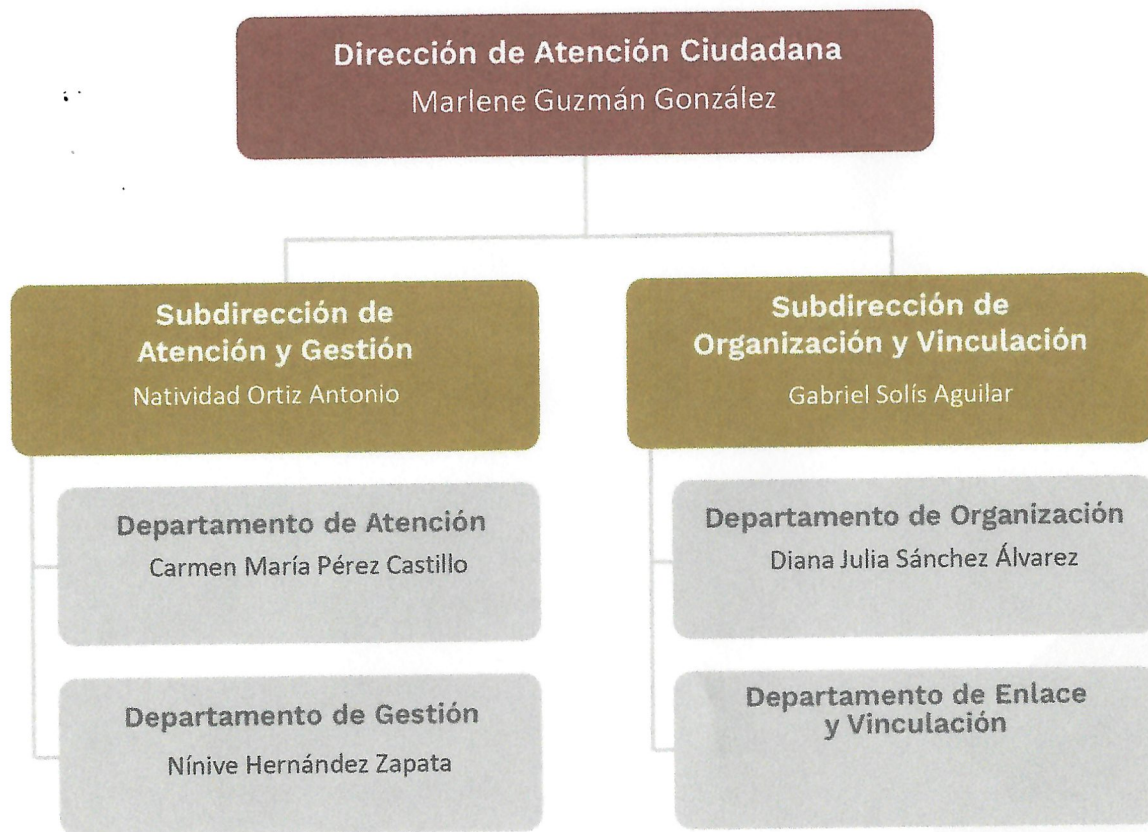 Dirección de Atención Ciudadana
Marlene Guzmán González
Subdirección de
Atención y Gestión
Natividad Ortiz Antonio
Subdirección de
Organización y Vinculación
Gabriel Solís Aguilar
Departamento de Atención
Carmen María Pérez Castillo
Departamento de Organización
Diana Julia Sánchez Álvarez
Departamento de Gestión
Nínive Hernández Zapata
Departamento de Enlace
y Vinculación